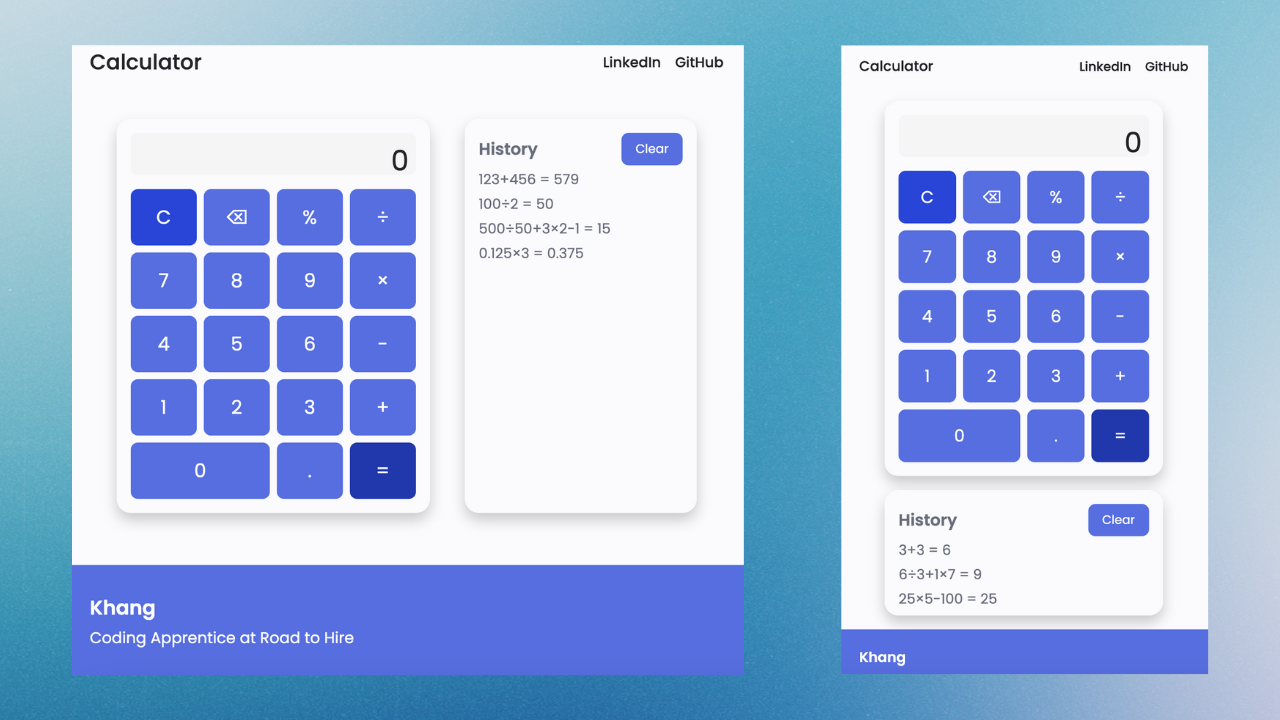 Calculator LinkedIn GitHub
0
C ⌫ % ÷
7 8 9 ×
4 5 6 -
1 2 3 +
0 . =
History Clear
123+456 = 579
100÷2 = 50
500÷50+3×2-1 = 15
0.125×3 = 0.375
Khang
Coding Apprentice at Road to Hire
Calculator LinkedIn GitHub
0
C ⌫ % ÷
7 8 9 ×
4 5 6 -
1 2 3 +
0 . =
History Clear
3+3 = 6
6÷3+1×7 = 9
25×5-100 = 25
Khang